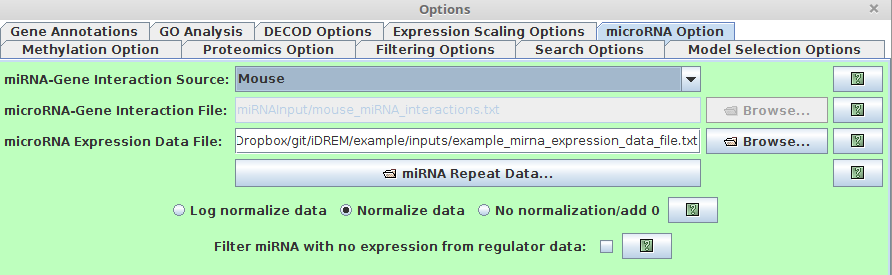 Options
Gene Annotations GO Analysis DECOD Options Expression Scaling Options microRNA Option
Methylation Option Proteomics Option Filtering Options Search Options Model Selection Options
miRNA-Gene Interaction Source: Mouse
microRNA-Gene Interaction File: miRNAInput/mouse_miRNA_interactions.txt Browse...
microRNA Expression Data File: Dropbox/git/iDREM/example/inputs/example_mirna_expression_data_file.txt Browse...
miRNA Repeat Data...
Log normalize data Normalize data No normalization/add 0
Filter miRNA with no expression from regulator data: